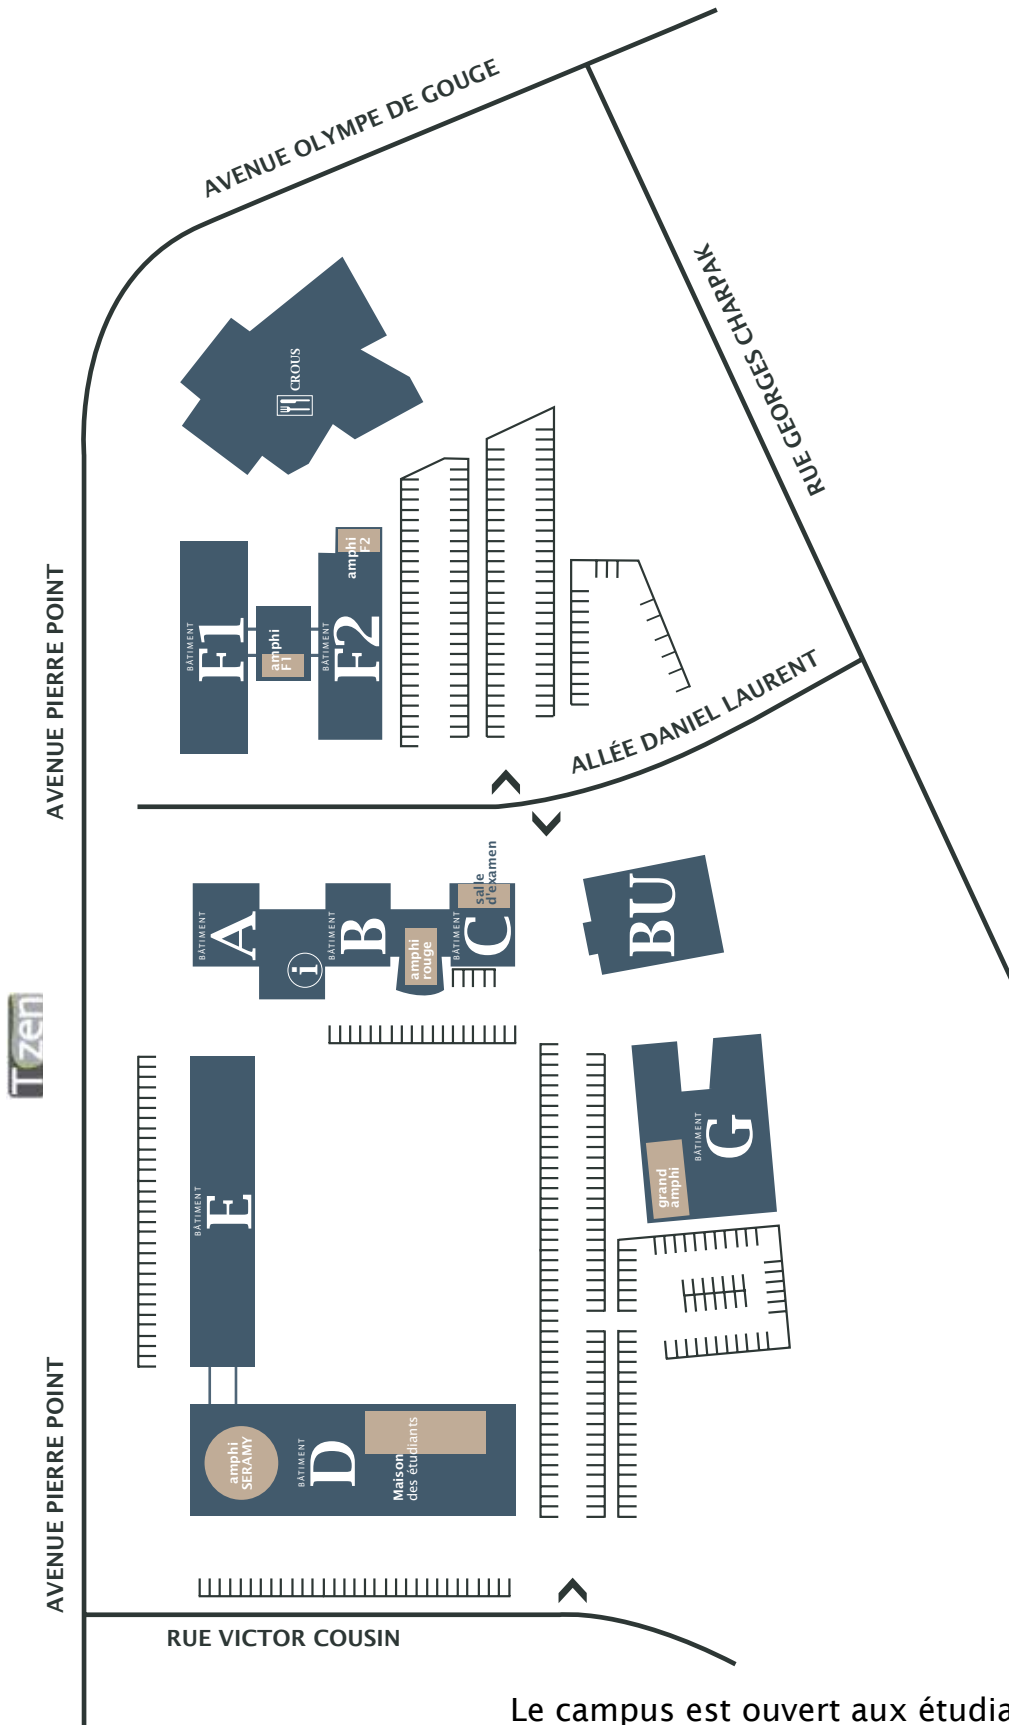 AVENUE OLYMPE DE GOUGE
RUE GEORGES CHARPAK
CROUS
AVENUE PIERRE POINT
BÂTIMENT
F1
amphi
F1
BÂTIMENT
F2
amphi
F2
ALLÉE DANIEL LAURENT
BÂTIMENT
A
i
BÂTIMENT
B
amphi
rouge
BÂTIMENT
C
salle
d'examen
BU
T zen
BÂTIMENT
E
BÂTIMENT
G
grand
amphi
AVENUE PIERRE POINT
amphi
SERAMY
BÂTIMENT
D
Maison
des étudiants
RUE VICTOR COUSIN
Le campus est ouvert aux étudia